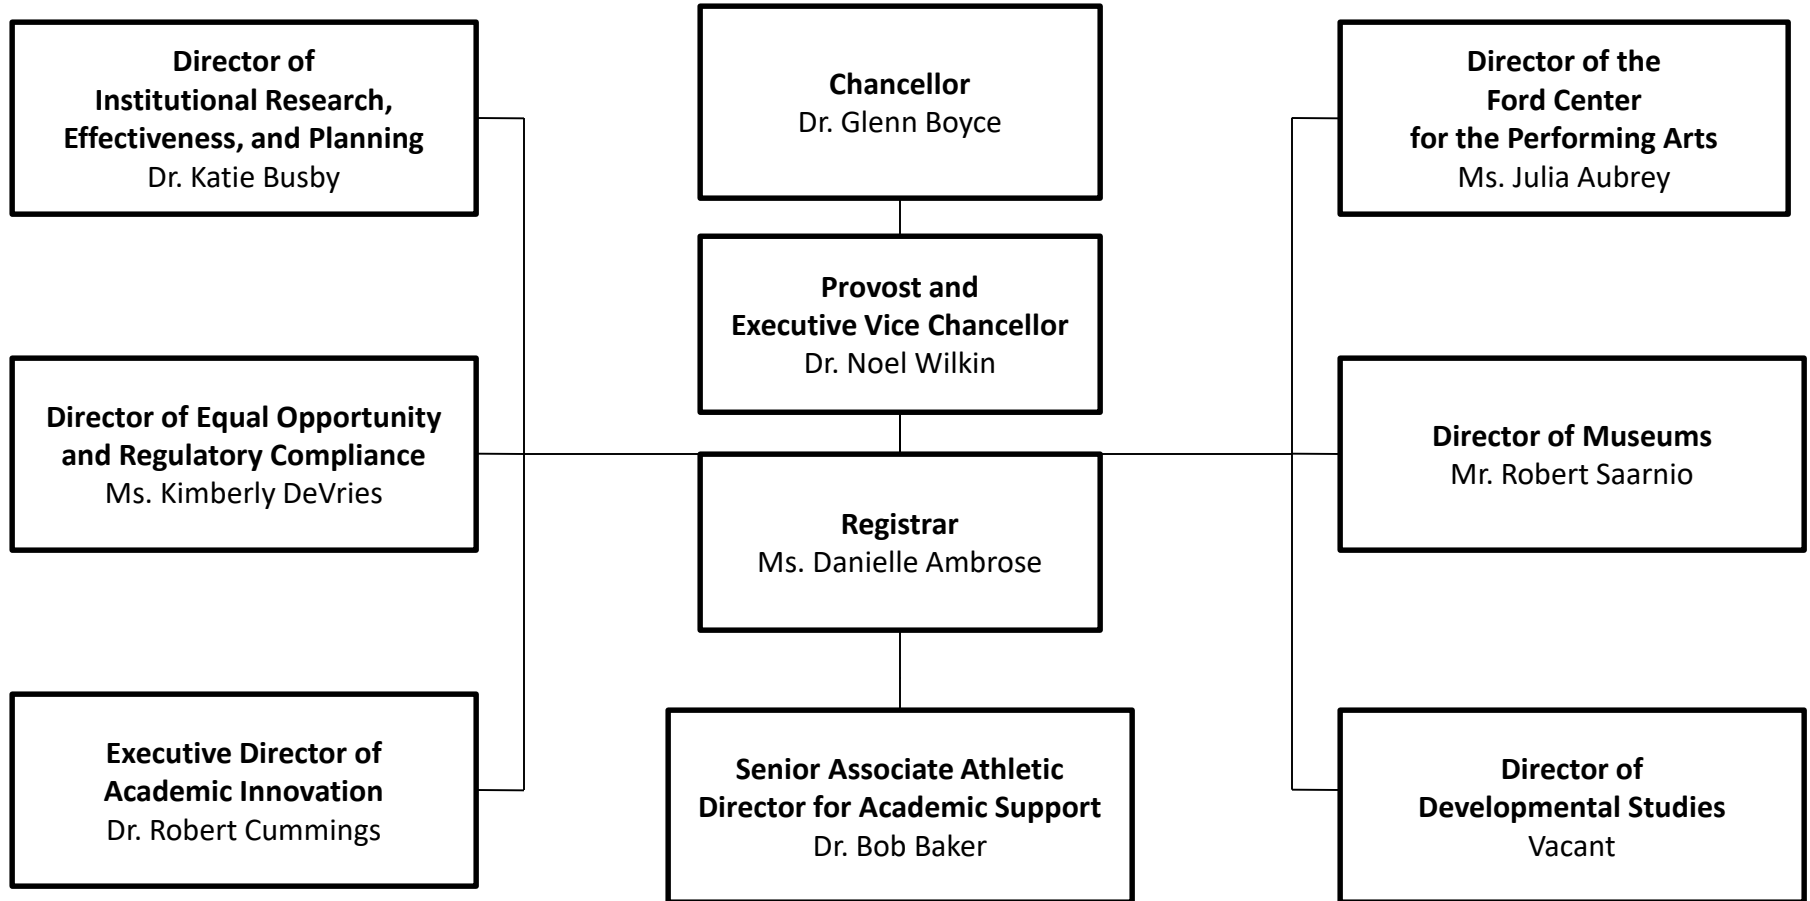 Director of
Institutional Research,
Effectiveness, and Planning
Dr. Katie Busby
Chancellor
Dr. Glenn Boyce
Director of the
Ford Center
for the Performing Arts
Ms. Julia Aubrey
Provost and
Executive Vice Chancellor
Dr. Noel Wilkin
Director of Equal Opportunity
and Regulatory Compliance
Ms. Kimberly DeVries
Registrar
Ms. Danielle Ambrose
Director of Museums
Mr. Robert Saarnio
Executive Director of
Academic Innovation
Dr. Robert Cummings
Senior Associate Athletic
Director for Academic Support
Dr. Bob Baker
Director of
Developmental Studies
Vacant